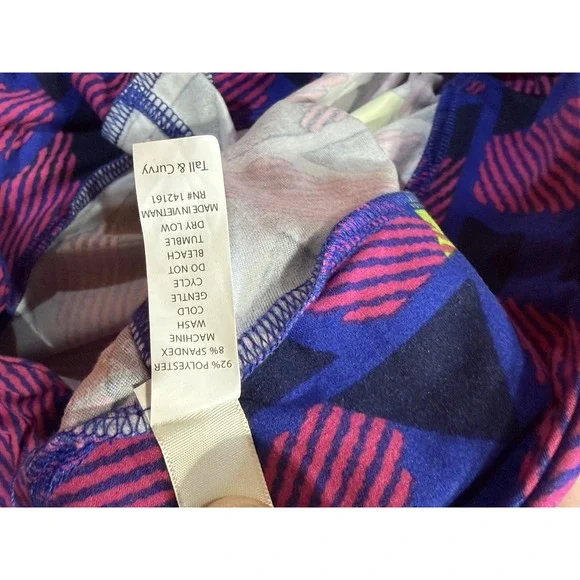 92% POLYESTER
8% SPANDEX
MACHINE
WASH
COLD
GENTLE
CYCLE
DO NOT
BLEACH
TUMBLE
DRY LOW
MADE IN VIETNAM
RN# 142161
Tall & Curvy